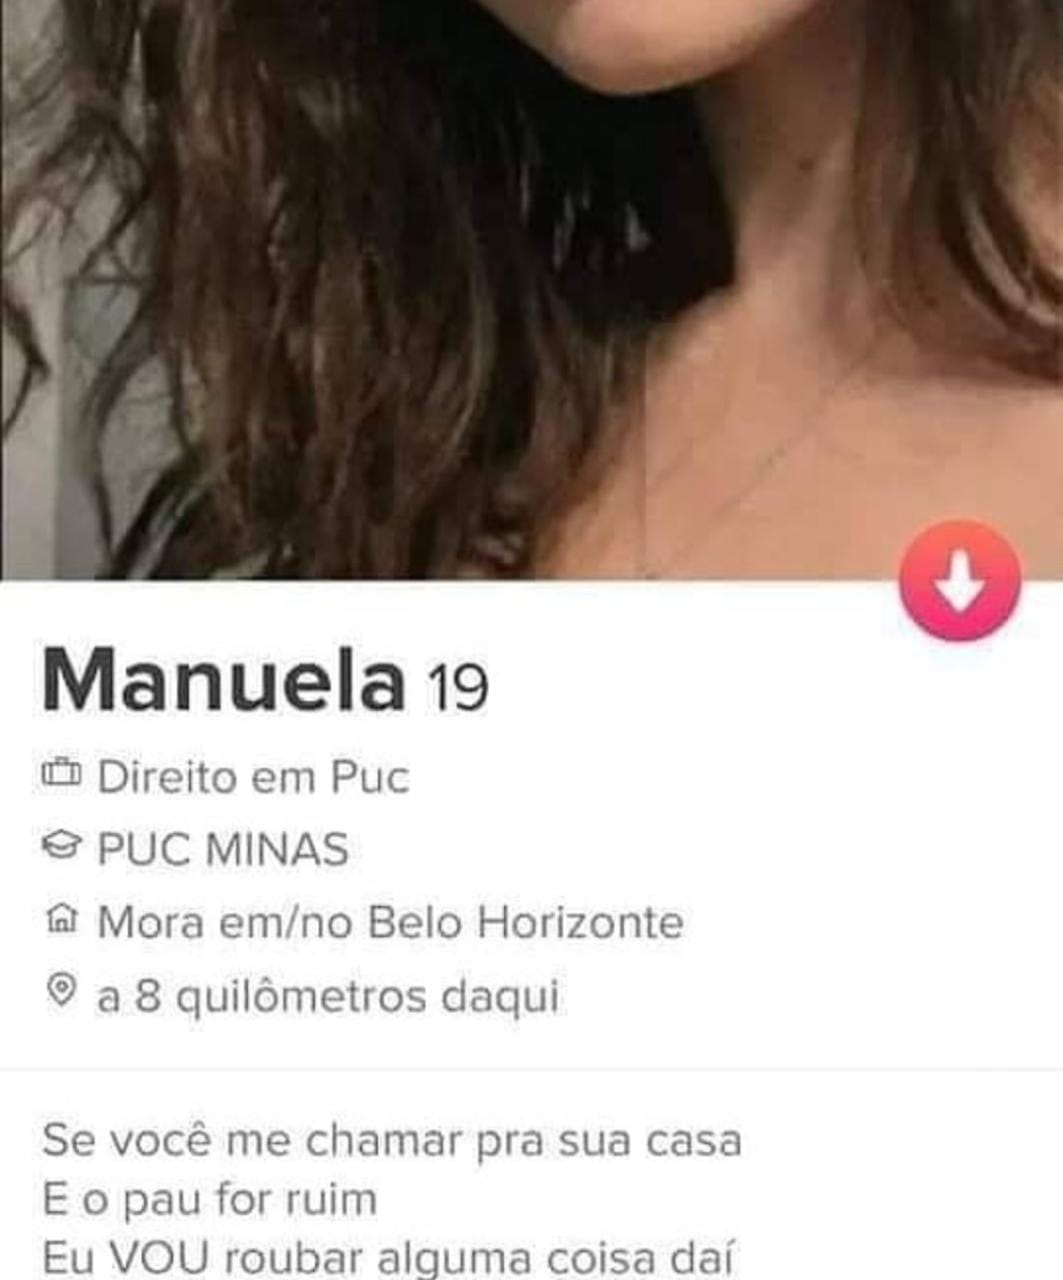 Manuela 19
Direito em Puc
PUC MINAS
Mora em/no Belo Horizonte
a 8 quilômetros daqui
Se você me chamar pra sua casa
E o pau for ruim
Eu VOU roubar alguma coisa daí